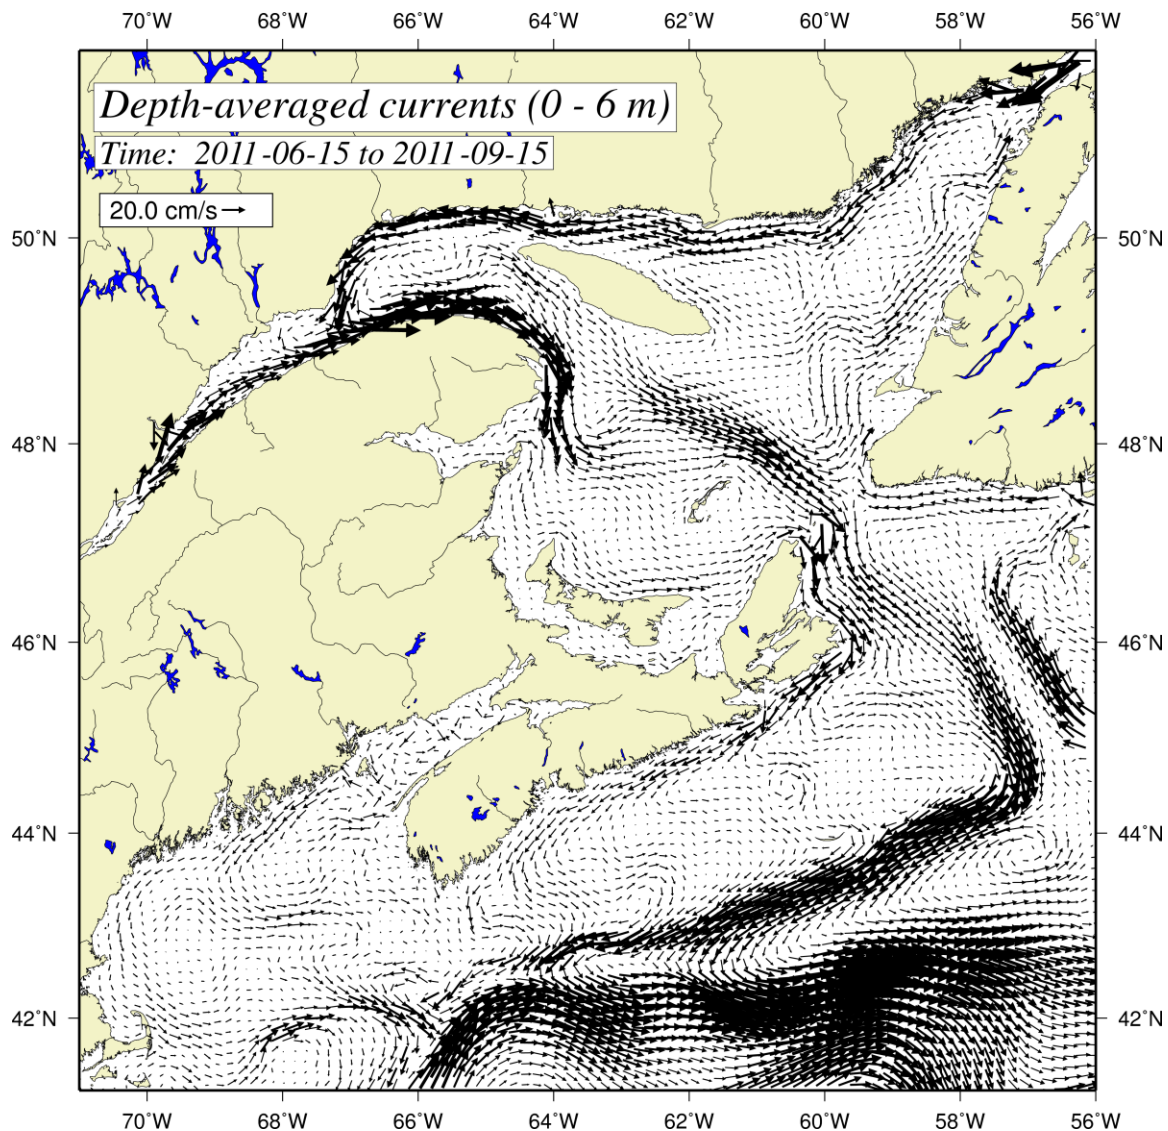 70˚W 68˚W 66˚W 64˚W 62˚W 60˚W 58˚W 56˚W
Depth-averaged currents (0 - 6 m)
Time: 2011-06-15 to 2011-09-15
20.0 cm/s
50˚N 50˚N
48˚N 48˚N
46˚N 46˚N
44˚N 44˚N
42˚N 42˚N
70˚W 68˚W 66˚W 64˚W 62˚W 60˚W 58˚W 56˚W